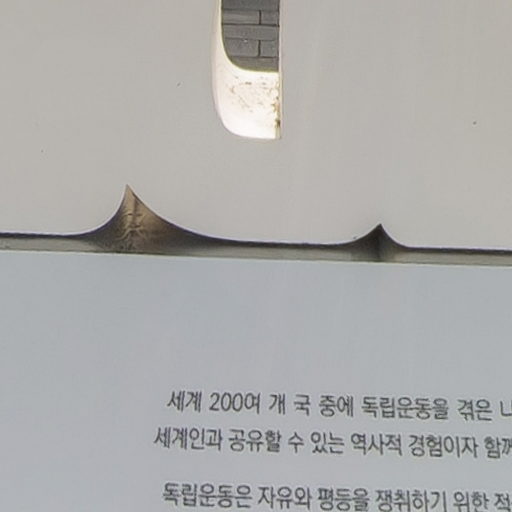 세계 200여 개 국 중에 독립운동을 겪은
세계인과 공유할 수 있는 역사적 경험이자 함께
독립운동은 자유와 평등을 쟁취하기 위한